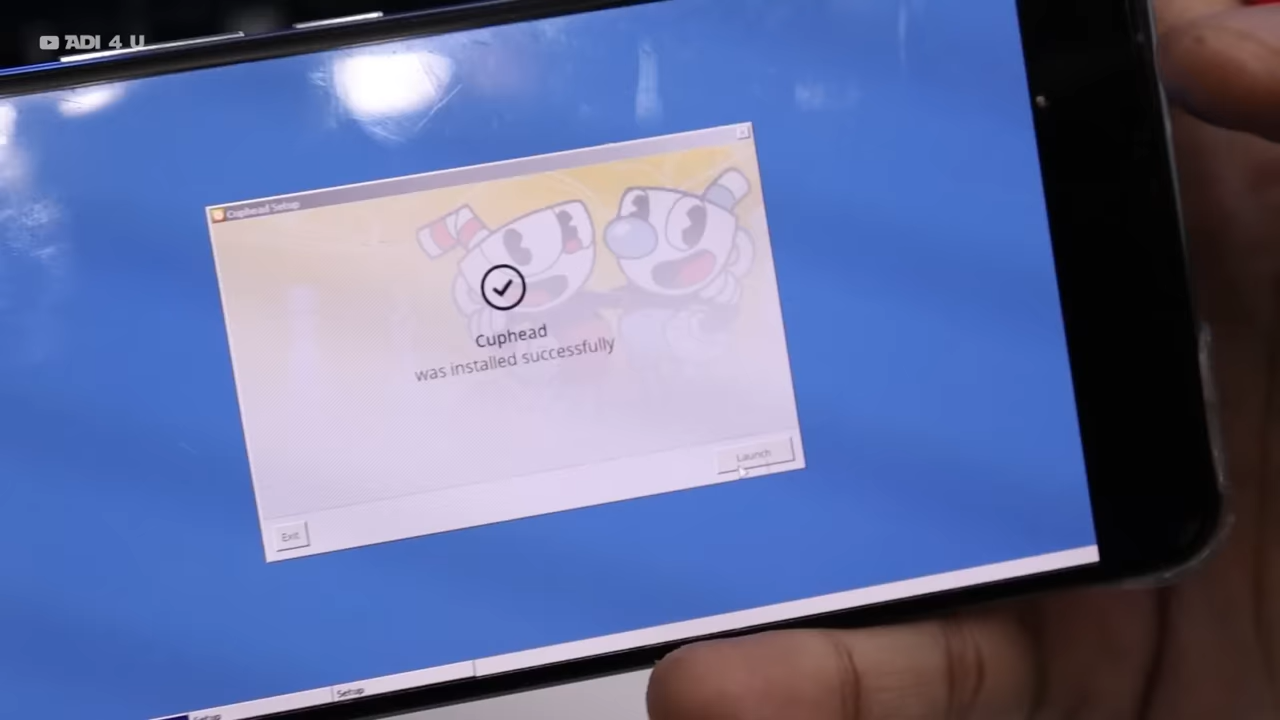 ADI 4 U
Cuphead Setup
Cuphead
was installed successfully
Launch
Exit
Setup
Setup